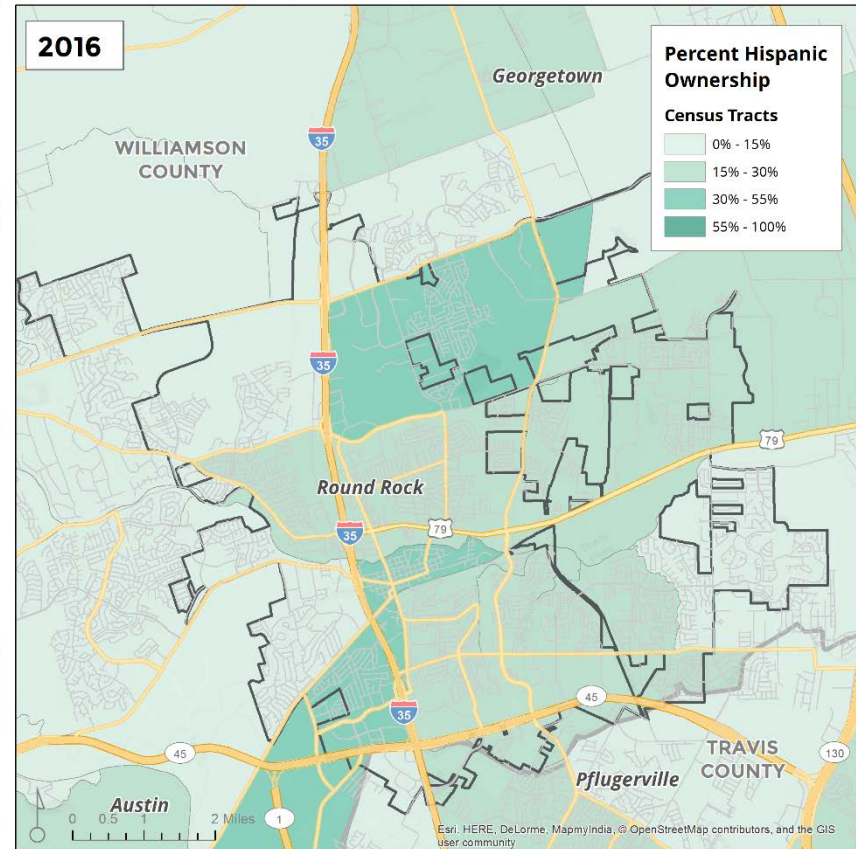 2016
Percent Hispanic
Ownership
Census Tracts
0% - 15%
15% - 30%
30% - 55%
55% - 100%
Georgetown
35
WILLIAMSON
COUNTY
35
79
Round Rock
79
35
35
45
45
TRAVIS
COUNTY
130
Pflugerville
Austin
1
0 0.5 1 2 Miles
Esri, HERE, DeLorme, MapmyIndia, © OpenStreetMap contributors, and the GIS
user community